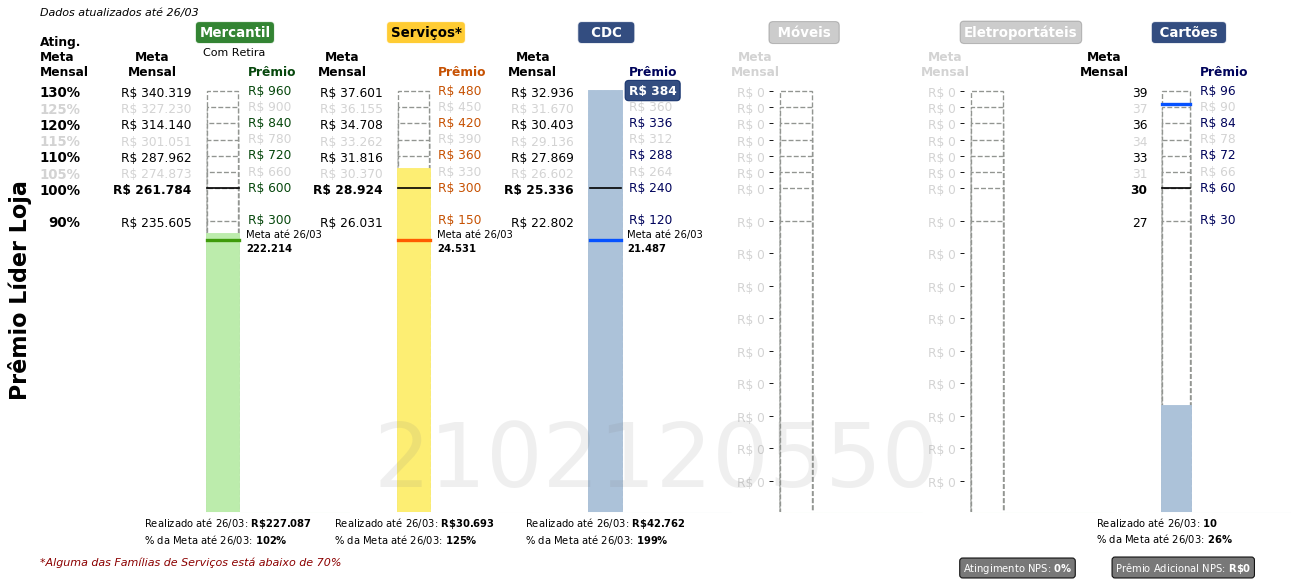 Dados atualizados até 26/03
Mercantil Serviços* CDC Móveis Eletroportáteis Cartões
Com Retira
Ating. Meta Mensal
Meta Mensal Prêmio Meta Mensal Prêmio Meta Mensal Prêmio Meta Mensal Meta Mensal Meta Mensal Prêmio
130% R$ 340.319 R$ 960 R$ 37.601 R$ 480 R$ 32.936 R$ 384 R$ 0 R$ 0 39 R$ 96
125% R$ 327.230 R$ 900 R$ 36.155 R$ 450 R$ 31.670 R$ 360 R$ 0 R$ 0 37 R$ 90
120% R$ 314.140 R$ 840 R$ 34.708 R$ 420 R$ 30.403 R$ 336 R$ 0 R$ 0 36 R$ 84
115% R$ 301.051 R$ 780 R$ 33.262 R$ 390 R$ 29.136 R$ 312 R$ 0 R$ 0 34 R$ 78
110% R$ 287.962 R$ 720 R$ 31.816 R$ 360 R$ 27.869 R$ 288 R$ 0 R$ 0 33 R$ 72
105% R$ 274.873 R$ 660 R$ 30.370 R$ 330 R$ 26.602 R$ 264 R$ 0 R$ 0 31 R$ 66
100% R$ 261.784 R$ 600 R$ 28.924 R$ 300 R$ 25.336 R$ 240 R$ 0 R$ 0 30 R$ 60
90% R$ 235.605 R$ 300 R$ 26.031 R$ 150 R$ 22.802 R$ 120 R$ 0 R$ 0 27 R$ 30
Meta até 26/03 Meta até 26/03 Meta até 26/03
222.214 24.531 21.487
R$ 0 R$ 0
R$ 0 R$ 0
R$ 0 R$ 0
R$ 0 R$ 0
R$ 0 R$ 0
R$ 0 R$ 0
R$ 0 R$ 0
R$ 0 R$ 0
Prêmio Líder Loja
2102120550
Realizado até 26/03: R$227.087 Realizado até 26/03: R$30.693 Realizado até 26/03: R$42.762 Realizado até 26/03: 10
% da Meta até 26/03: 102% % da Meta até 26/03: 125% % da Meta até 26/03: 199% % da Meta até 26/03: 26%
*Alguma das Famílias de Serviços está abaixo de 70%
Atingimento NPS: 0% Prêmio Adicional NPS: R$0